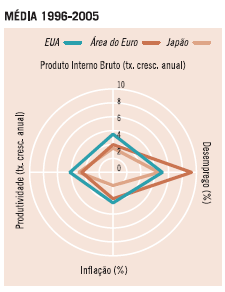 MÉDIA 1996-2005
EUA Área do Euro Japão
Produto Interno Bruto (tx. cresc. anual)
10
8
6
4
2
0
Produtividade (tx. cresc. anual)
Desemprego (%)
Inflação (%)